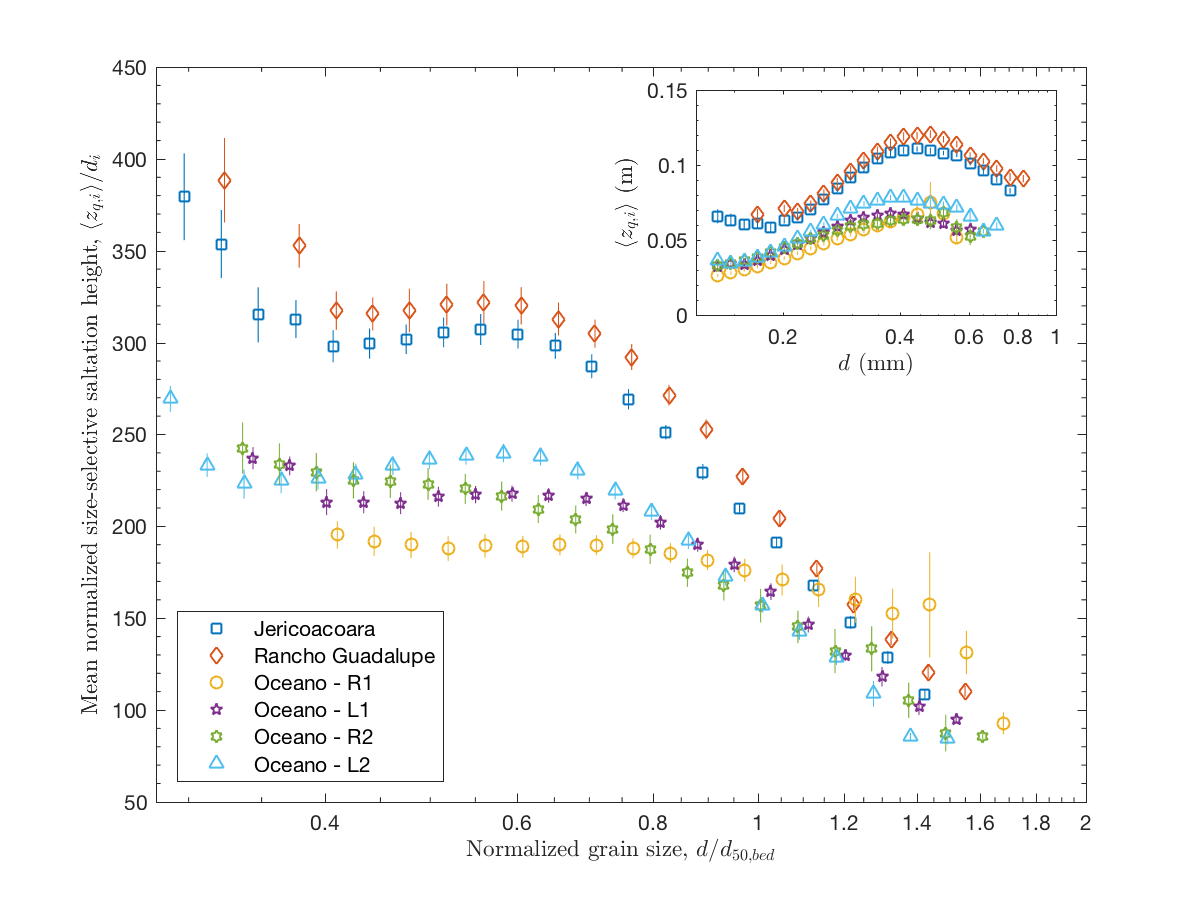 450
400
350
300
250
200
150
100
50
Mean normalized size-selective saltation height, ⟨z_{q,i}⟩/d_i
0.4 0.6 0.8 1 1.2 1.4 1.6 1.8 2
Normalized grain size, d/d_{50,bed}
0.15
0.1
0.05
0
⟨z_{q,i}⟩ (m)
0.2 0.4 0.6 0.8 1
d (mm)
Jericoacoara
Rancho Guadalupe
Oceano - R1
Oceano - L1
Oceano - R2
Oceano - L2